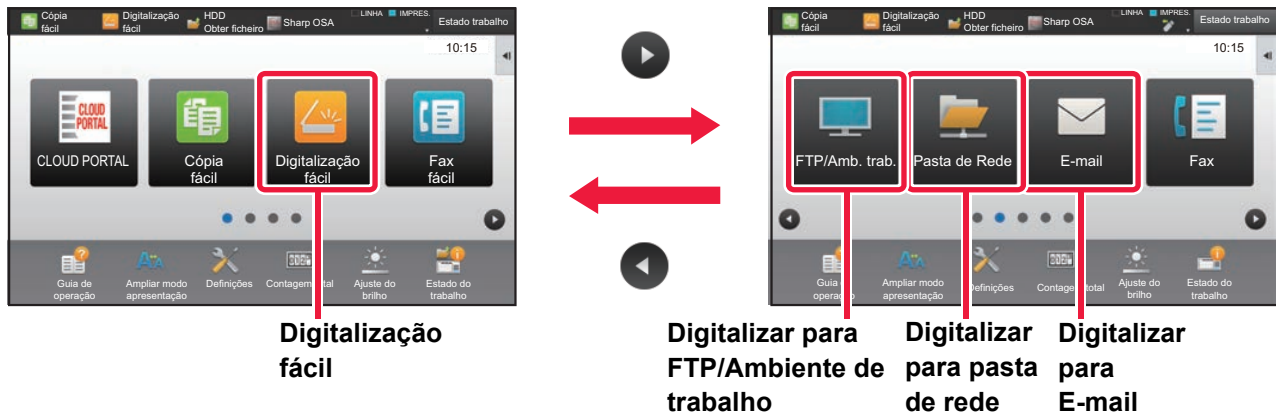 Cópia
fácil
Digitalização
fácil
HDD
Obter ficheiro
Sharp OSA
LINHA
IMPRES.
Estado trabalho
10:15
CLOUD
PORTAL
CLOUD PORTAL
Cópia
fácil
Digitalização
fácil
Fax
fácil
Guia de
operação
Ampliar modo
apresentação
Definições
Contagem total
Ajuste do
brilho
Estado do
trabalho
Digitalização
fácil
Cópia
fácil
Digitalização
fácil
HDD
Obter ficheiro
Sharp OSA
LINHA
IMPRES.
Estado trabalho
10:15
FTP/Amb. trab.
Pasta de Rede
E-mail
Fax
Guia de
operação
Ampliar modo
apresentação
Definições
Contagem total
Ajuste do
brilho
Estado do
trabalho
Digitalizar para
FTP/Ambiente de
trabalho
Digitalizar
para pasta
de rede
Digitalizar
para
E-mail